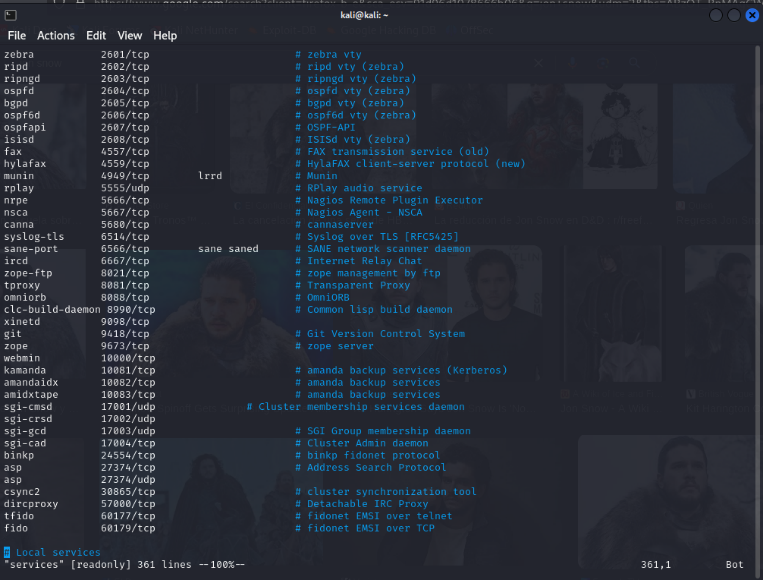 kali@kali: ~
File Actions Edit View Help
zebra 2601/tcp # zebra vty
ripd 2602/tcp # ripd vty (zebra)
ripngd 2603/tcp # ripngd vty (zebra)
ospfd 2604/tcp # ospfd vty (zebra)
bgpd 2605/tcp # bgpd vty (zebra)
ospf6d 2606/tcp # ospf6d vty (zebra)
ospfapi 2607/tcp # OSPF-API
isisd 2608/tcp # ISISd vty (zebra)
fax 4557/tcp # FAX transmission service (old)
hylafax 4559/tcp # HylaFAX client-server protocol (new)
munin 4949/tcp lrrd # Munin
rplay 5555/udp # RPlay audio service
nrpe 5666/tcp # Nagios Remote Plugin Executor
nsca 5667/tcp # Nagios Agent - NSCA
canna 5680/tcp # cannaserver
syslog-tls 6514/tcp # Syslog over TLS [RFC5425]
sane-port 6566/tcp sane saned # SANE network scanner daemon
ircd 6667/tcp # Internet Relay Chat
zope-ftp 8021/tcp # zope management by ftp
tproxy 8081/tcp # Transparent Proxy
omniorb 8088/tcp # OmniORB
clc-build-daemon 8990/tcp # Common lisp build daemon
xinetd 9098/tcp
git 9418/tcp # Git Version Control System
zope 9673/tcp # zope server
webmin 10000/tcp
kamanda 10081/tcp # amanda backup services (Kerberos)
amandaidx 10082/tcp # amanda backup services
amidxtape 10083/tcp # amanda backup services
sgi-cmsd 17001/udp # Cluster membership services daemon
sgi-crsd 17002/udp
sgi-gcd 17003/udp # SGI Group membership daemon
sgi-cad 17004/tcp # Cluster Admin daemon
binkp 24554/tcp # binkp fidonet protocol
asp 27374/tcp # Address Search Protocol
asp 27374/udp
csync2 30865/tcp # cluster synchronization tool
dircproxy 57000/tcp # Detachable IRC Proxy
tfido 60177/tcp # fidonet EMSI over telnet
fido 60179/tcp # fidonet EMSI over TCP
# Local services
"services" [readonly] 361 lines --100%-- 361,1 Bot